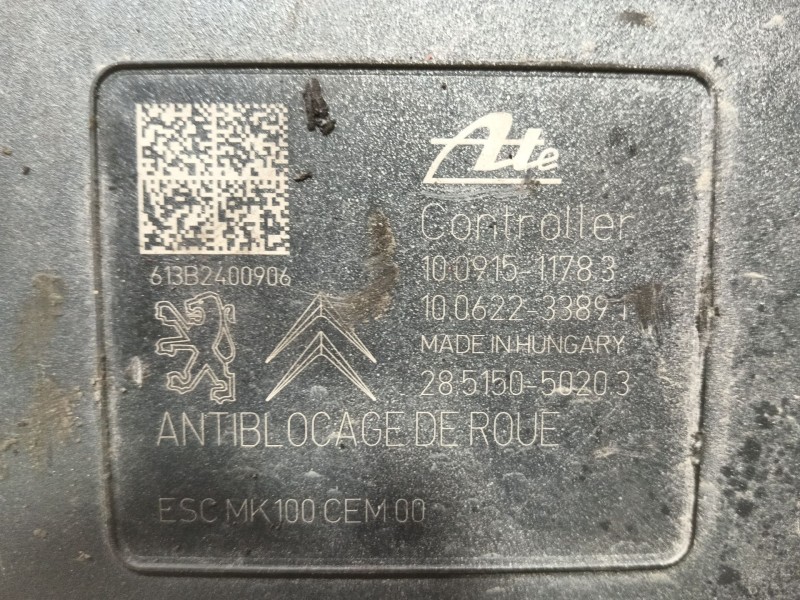 Ate
Controller
613B2400906
10.0915-1178.3
10.0622-3389.1
MADE IN HUNGARY
28.5150-5020.3
ANTIBLOCAGE DE ROUE
ESC MK100 CEM 00